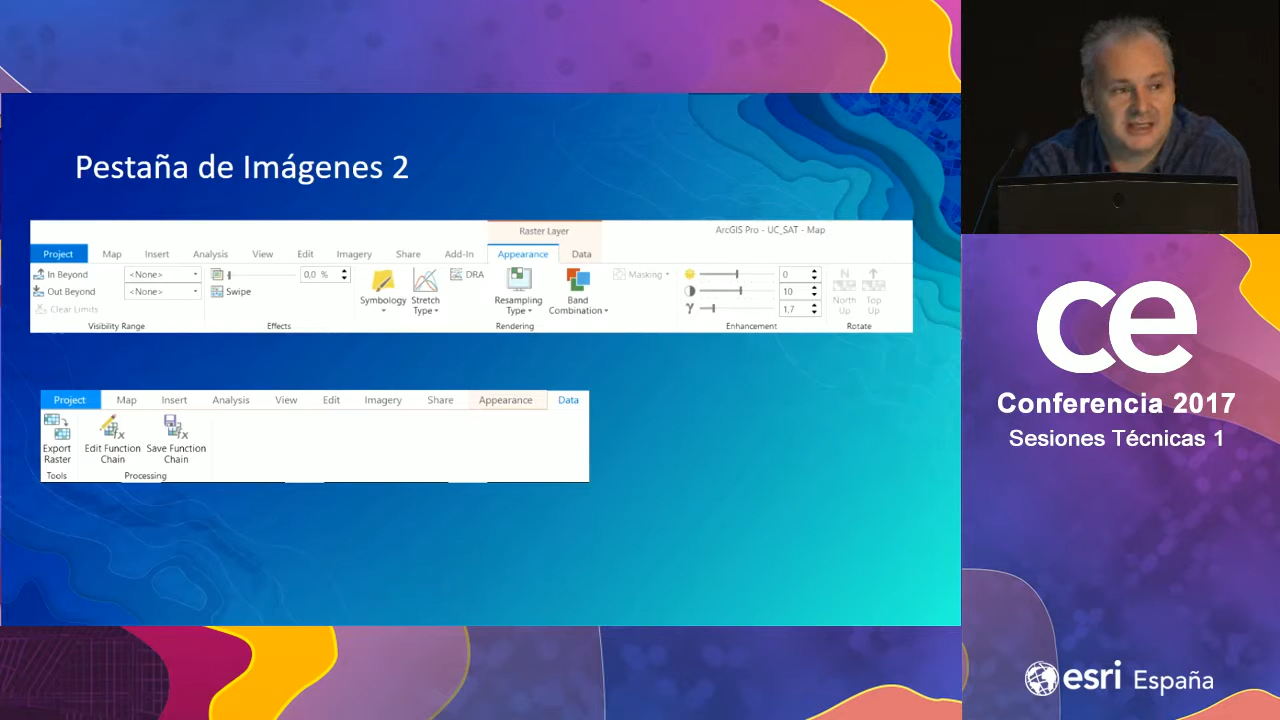 Pestaña de Imágenes 2
Raster Layer
ArcGIS Pro - UC_SAT - Map
Project Map Insert Analysis View Edit Imagery Share Add-In Appearance Data
In Beyond <None>
Out Beyond <None>
Clear Limits
Visibility Range
0,0 %
Swipe
Effects
Symbology
Stretch
Type
DRA
Resampling
Type
Band
Combination
Masking
Rendering
0
10
1,7
Enhancement
North
Up
Top
Up
Rotate
Project Map Insert Analysis View Edit Imagery Share Appearance Data
Export
Raster
Tools
Edit Function
Chain
Save Function
Chain
Processing
ce
Conferencia 2017
Sesiones Técnicas 1
esri España